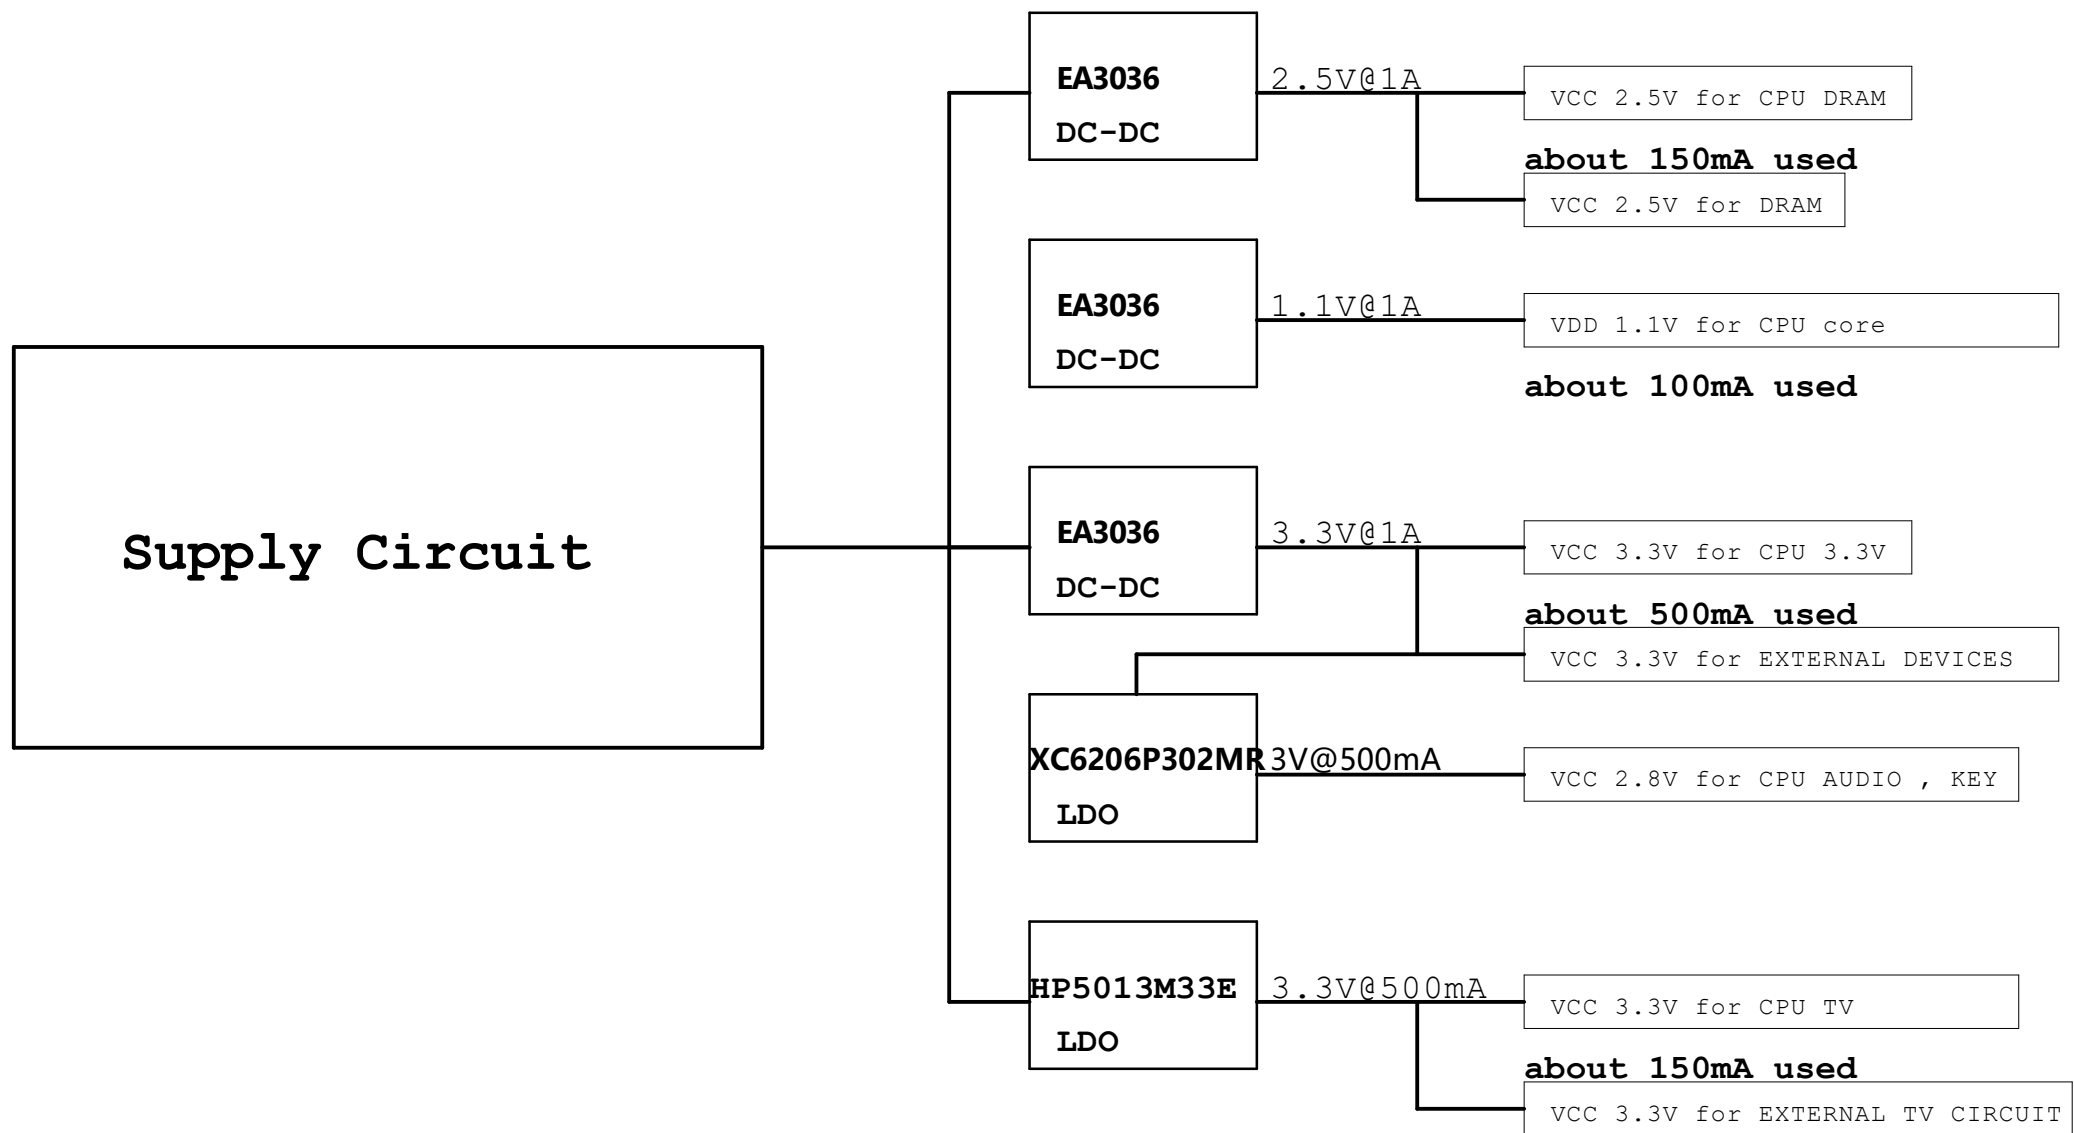 EA3036
DC-DC
2.5V@1A
VCC 2.5V for CPU DRAM
about 150mA used
VCC 2.5V for DRAM
EA3036
DC-DC
1.1V@1A
VDD 1.1V for CPU core
about 100mA used
Supply Circuit
EA3036
DC-DC
3.3V@1A
VCC 3.3V for CPU 3.3V
about 500mA used
VCC 3.3V for EXTERNAL DEVICES
XC6206P302MR
LDO
3V@500mA
VCC 2.8V for CPU AUDIO , KEY
HP5013M33E
LDO
3.3V@500mA
VCC 3.3V for CPU TV
about 150mA used
VCC 3.3V for EXTERNAL TV CIRCUIT